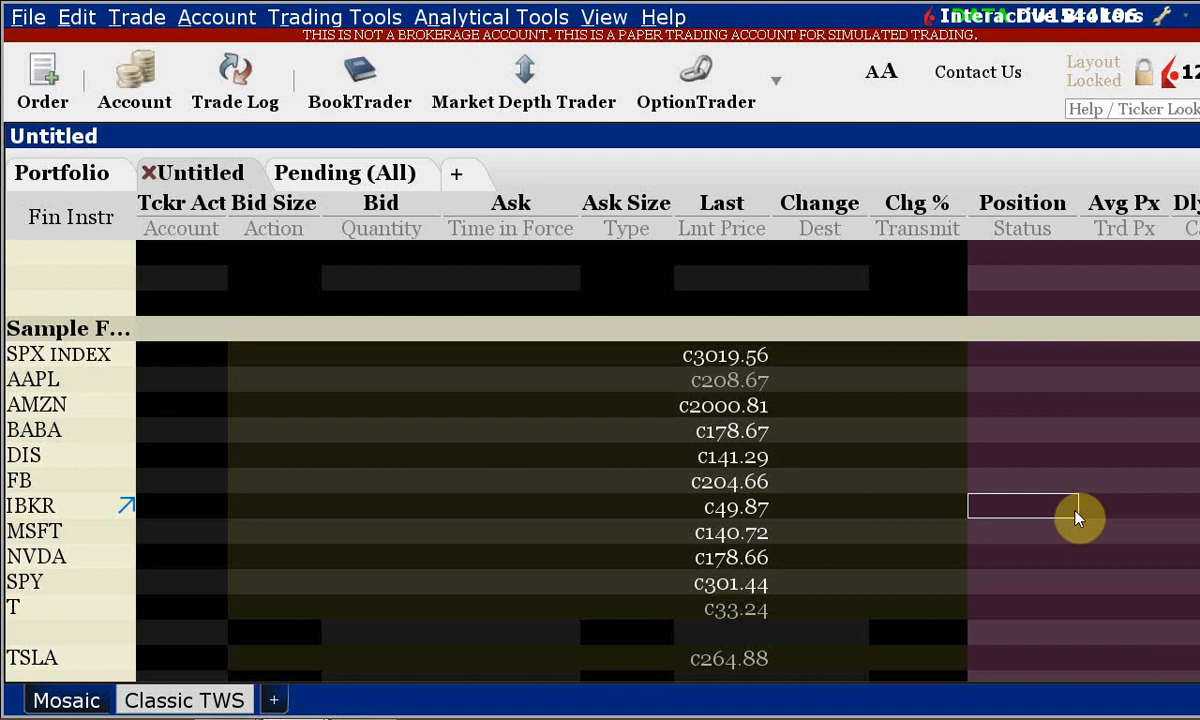 File Edit Trade Account Trading Tools Analytical Tools View Help
Interactive Brokers
THIS IS NOT A BROKERAGE ACCOUNT. THIS IS A PAPER TRADING ACCOUNT FOR SIMULATED TRADING.
Order Account Trade Log BookTrader Market Depth Trader OptionTrader AA Contact Us Layout Locked
Help / Ticker Look
Untitled
Portfolio Untitled Pending (All) +
Fin Instr Tckr Act Bid Size Bid Ask Ask Size Last Change Chg % Position Avg Px Dly
Account Action Quantity Time in Force Type Lmt Price Dest Transmit Status Trd Px
Sample F...
SPX INDEX c3019.56
AAPL c208.67
AMZN c2000.81
BABA c178.67
DIS c141.29
FB c204.66
IBKR c49.87
MSFT c140.72
NVDA c178.66
SPY c301.44
T c33.24
TSLA c264.88
Mosaic Classic TWS +